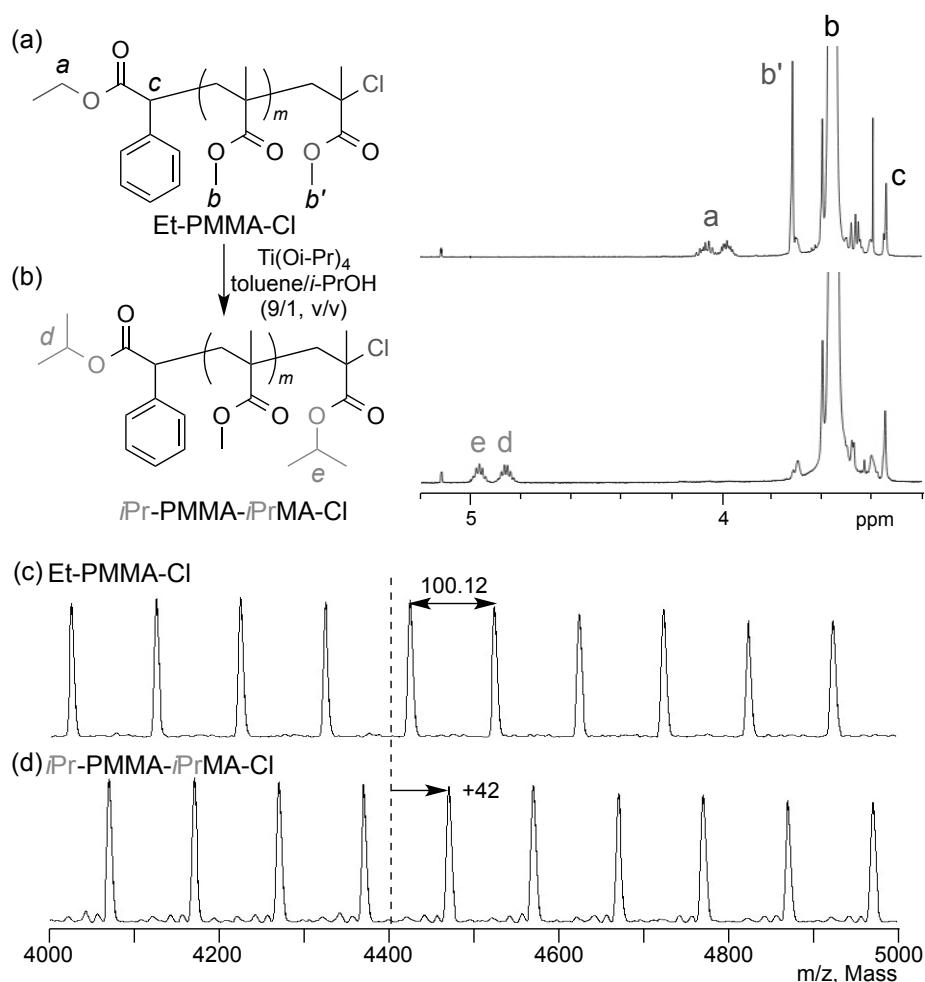 (a)
a
O
O
c
m
Cl
O
O
b
O
O
b'
Et-PMMA-Cl
Ti(Oi-Pr)4
toluene/i-PrOH
(9/1, v/v)
b
b'
a
c
(b)
d
O
O
m
Cl
O
O
O
O
e
iPr-PMMA-iPrMA-Cl
e
d
5
4
ppm
(c) Et-PMMA-Cl
100.12
(d) iPr-PMMA-iPrMA-Cl
+42
4000
4200
4400
4600
4800
5000
m/z, Mass